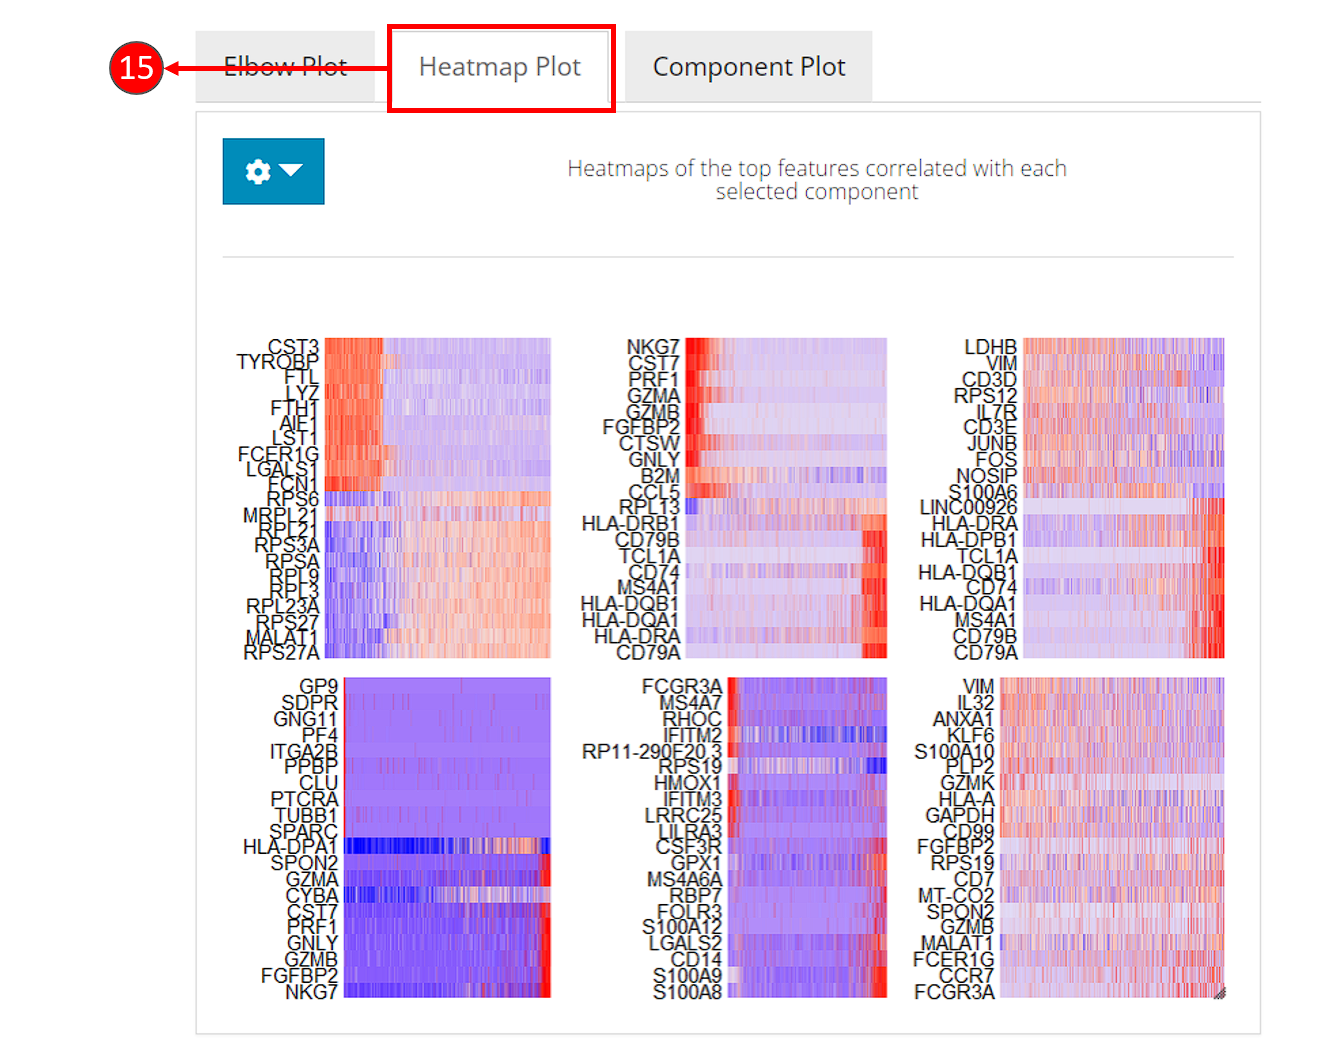 15
Elbow Plot
Heatmap Plot
Component Plot
Heatmaps of the top features correlated with each
selected component
CST3
TYROBP
FTL
LYZ
FTH1
AIF1
LST1
FCER1G
LGALS1
FCN1
RPS6
MRPL21
RPL21
RPS3A
RPSA
RPL9
RPL3
RPL23A
RPS27
MALAT1
RPS27A
NKG7
CST7
PRF1
GZMA
GZMB
FGFBP2
CTSW
GNLY
B2M
CCL5
RPL13
HLA-DRB1
CD79B
TCL1A
CD74
MS4A1
HLA-DQB1
HLA-DQA1
HLA-DRA
CD79A
LDHB
VIM
CD3D
RPS12
IL7R
CD3E
JUNB
FOS
NOSIP
S100A6
LINC00926
HLA-DRA
HLA-DPB1
TCL1A
HLA-DQB1
CD74
HLA-DQA1
MS4A1
CD79B
CD79A
GP9
SDPR
GNG11
PF4
ITGA2B
PPBP
CLU
PTCRA
TUBB1
SPARC
HLA-DPA1
SPON2
GZMA
CYBA
CST7
PRF1
GNLY
GZMB
FGFBP2
NKG7
FCGR3A
MS4A7
RHOC
IFITM2
RP11-290F20.3
RPS19
HMOX1
IFITM3
LRRC25
LILRA3
CSF3R
GPX1
MS4A6A
RBP7
FOLR3
S100A12
LGALS2
CD14
S100A9
S100A8
VIM
IL32
ANXA1
KLF6
S100A10
PLP2
GZMK
HLA-A
GAPDH
CD99
FGFBP2
RPS19
CD7
MT-CO2
SPON2
GZMB
MALAT1
FCER1G
CCR7
FCGR3A